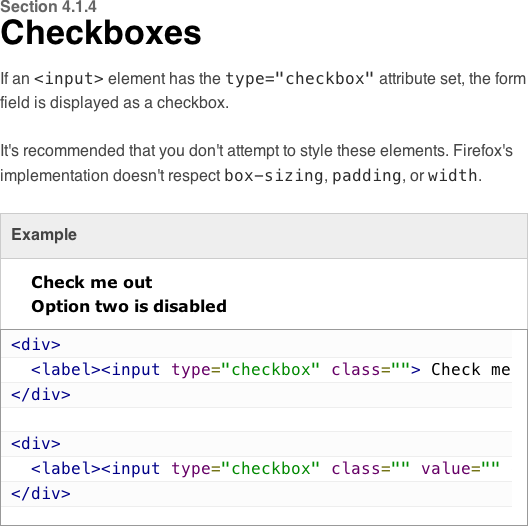 Section 4.1.4
Checkboxes
If an <input> element has the type="checkbox" attribute set, the form
field is displayed as a checkbox.
It's recommended that you don't attempt to style these elements. Firefox's
implementation doesn't respect box-sizing, padding, or width.
Example
Check me out
Option two is disabled
<div>
<label><input type="checkbox" class=""> Check me
</div>
<div>
<label><input type="checkbox" class="" value=""
</div>